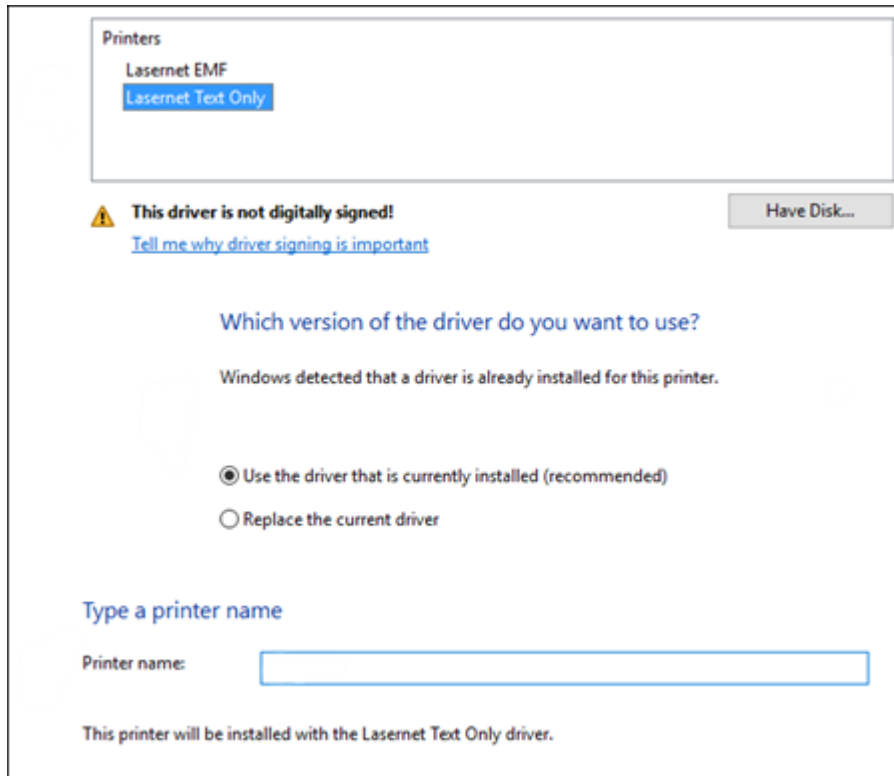 Printers
Lasernet EMF
Lasernet Text Only
This driver is not digitally signed!
Have Disk...
Tell me why driver signing is important
Which version of the driver do you want to use?
Windows detected that a driver is already installed for this printer.
Use the driver that is currently installed (recommended)
Replace the current driver
Type a printer name
Printer name:
This printer will be installed with the Lasernet Text Only driver.